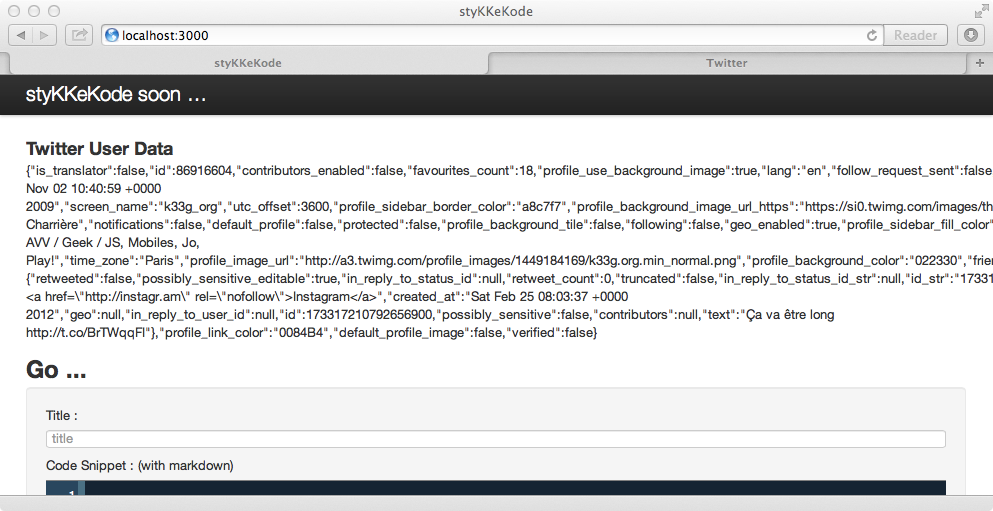 styKKeKode
localhost:3000
Reader
styKKeKode
Twitter
styKKeKode soon ...
Twitter User Data
{"is_translator":false,"id":86916604,"contributors_enabled":false,"favourites_count":18,"profile_use_background_image":true,"lang":"en","follow_request_sent":false
Nov 02 10:40:59 +0000
2009","screen_name":"k33g_org","utc_offset":3600,"profile_sidebar_border_color":"a8c7f7","profile_background_image_url_https":"https://si0.twimg.com/images/th
Charrière","notifications":false,"default_profile":false,"protected":false,"profile_background_tile":false,"following":false,"geo_enabled":true,"profile_sidebar_fill_color"
AVV / Geek / JS, Mobiles, Jo,
Play!","time_zone":"Paris","profile_image_url":"http://a3.twimg.com/profile_images/1449184169/k33g.org.min_normal.png","profile_background_color":"022330","frien
{"retweeted":false,"possibly_sensitive_editable":true,"in_reply_to_status_id":null,"retweet_count":0,"truncated":false,"in_reply_to_status_id_str":null,"id_str":"17331
<a href=\"http://instagr.am\" rel=\"nofollow\">Instagram</a>","created_at":"Sat Feb 25 08:03:37 +0000
2012","geo":null,"in_reply_to_user_id":null,"id":173317210792656900,"possibly_sensitive":false,"contributors":null,"text":"Ça va être long
http://t.co/BrTWqqFl"},"profile_link_color":"0084B4","default_profile_image":false,"verified":false}
Go ...
Title :
title
Code Snippet : (with markdown)
1